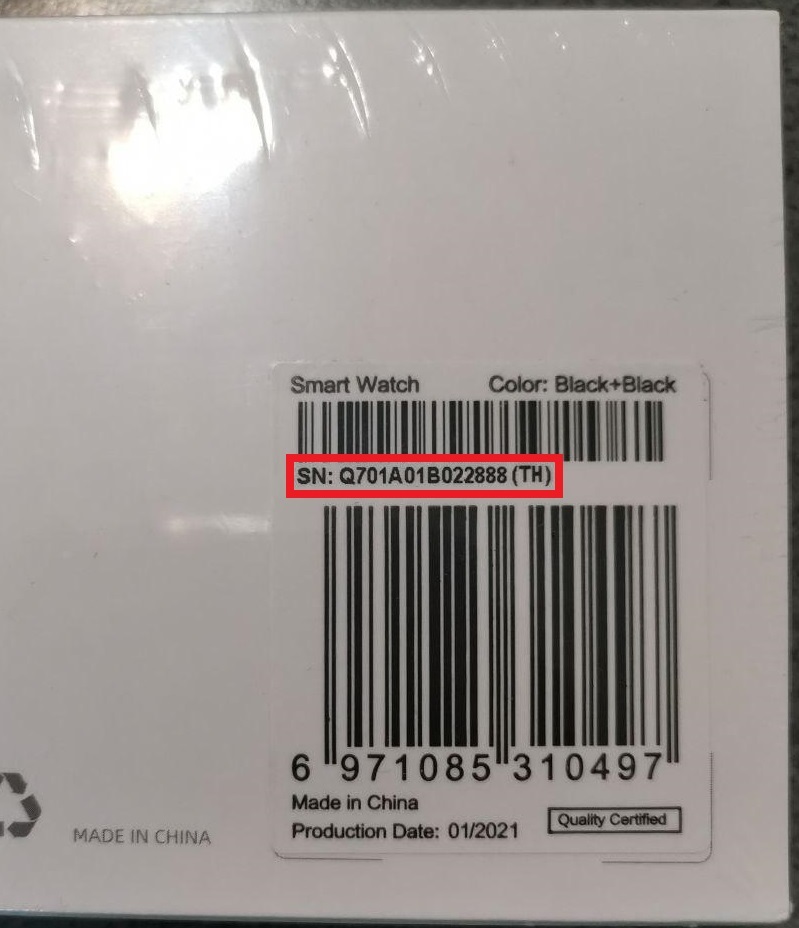 Smart Watch Color: Black+Black
SN: Q701A01B022888 (TH)
6 971085 310497
Made in China
Production Date: 01/2021
Quality Certified
MADE IN CHINA